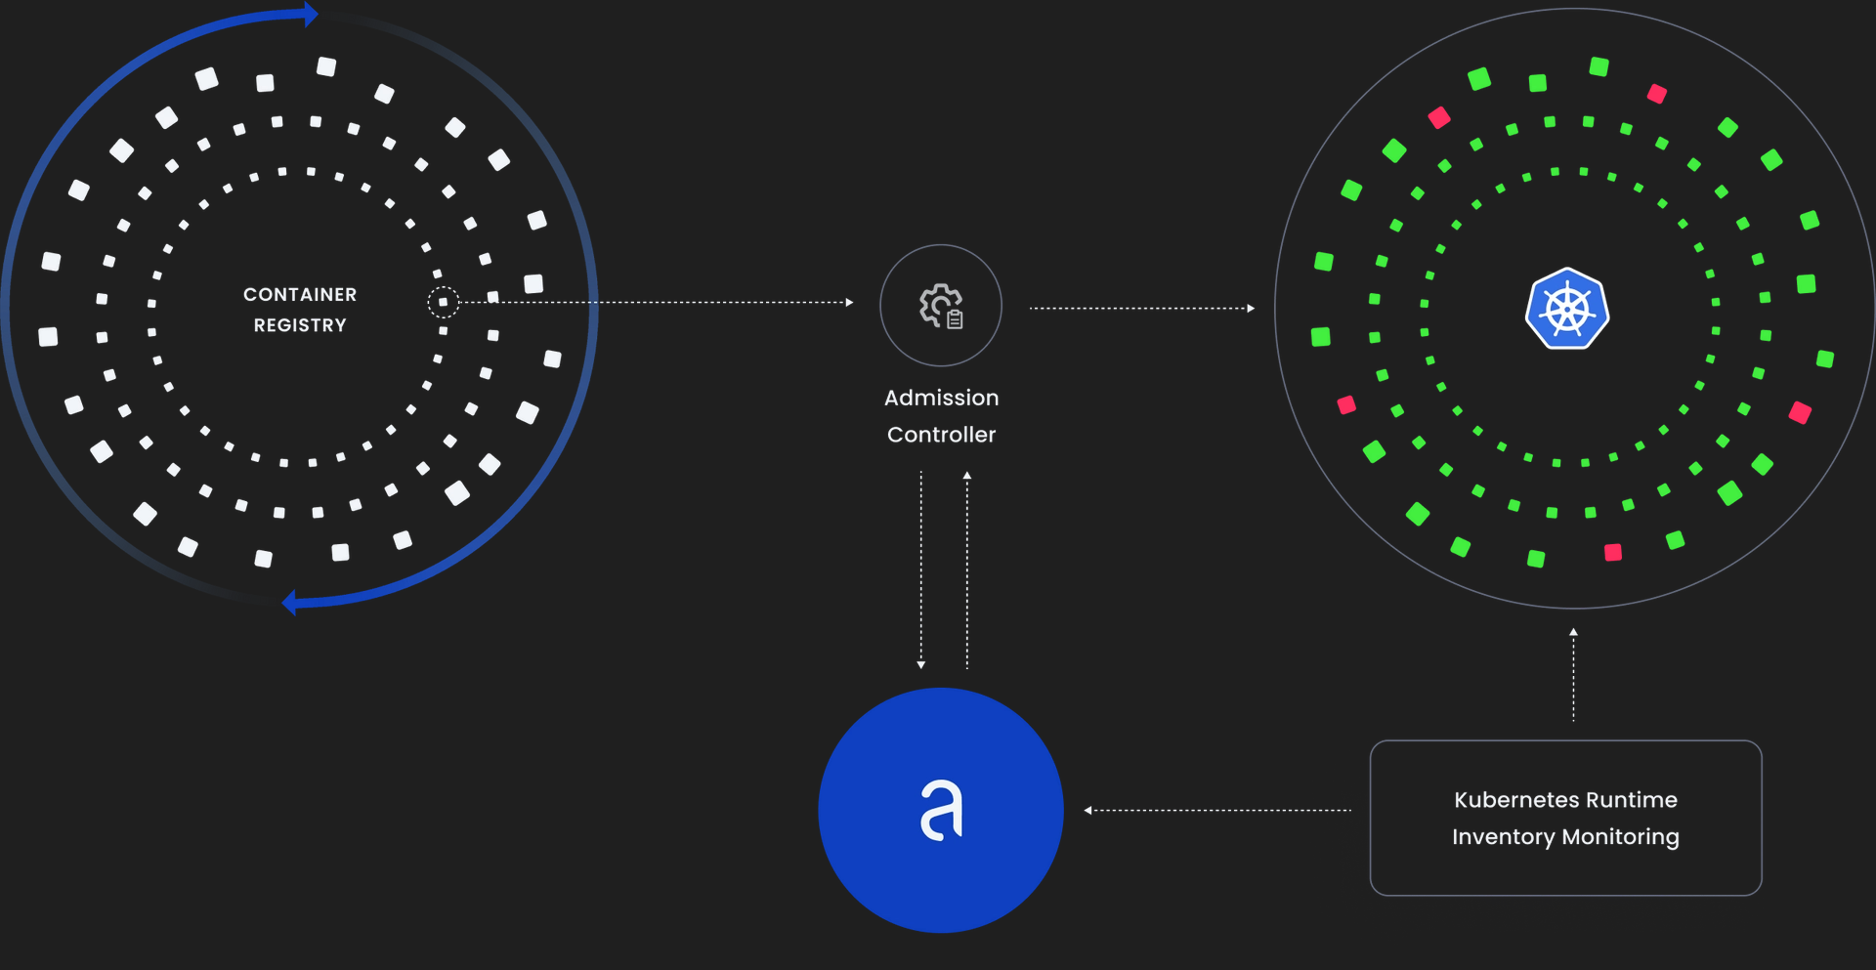 CONTAINER
REGISTRY
Admission
Controller
a
Kubernetes Runtime
Inventory Monitoring